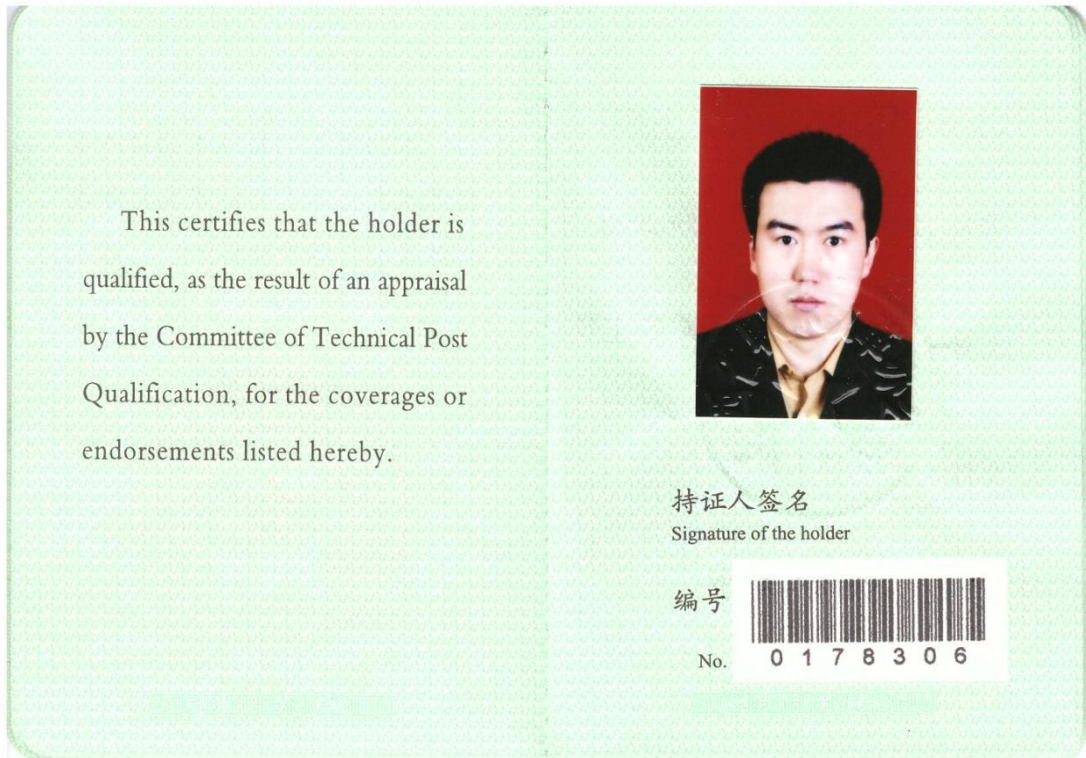 This certifies that the holder is
qualified, as the result of an appraisal
by the Committee of Technical Post
Qualification, for the coverages or
endorsements listed hereby.
持证人签名
Signature of the holder
编号
No.
0178306